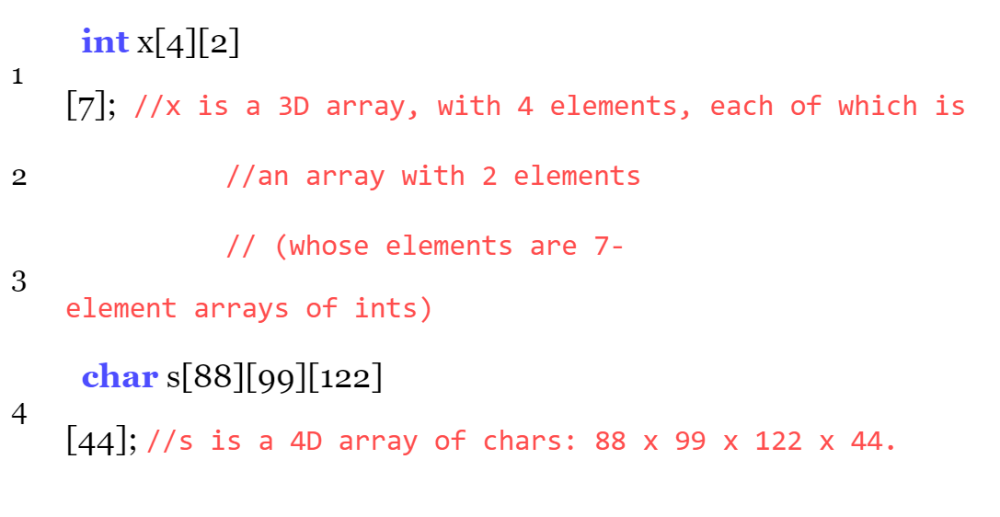 int x[4][2]
1
[7]; //x is a 3D array, with 4 elements, each of which is
2 //an array with 2 elements
// (whose elements are 7-
3
element arrays of ints)
char s[88][99][122]
4
[44]; //s is a 4D array of chars: 88 x 99 x 122 x 44.